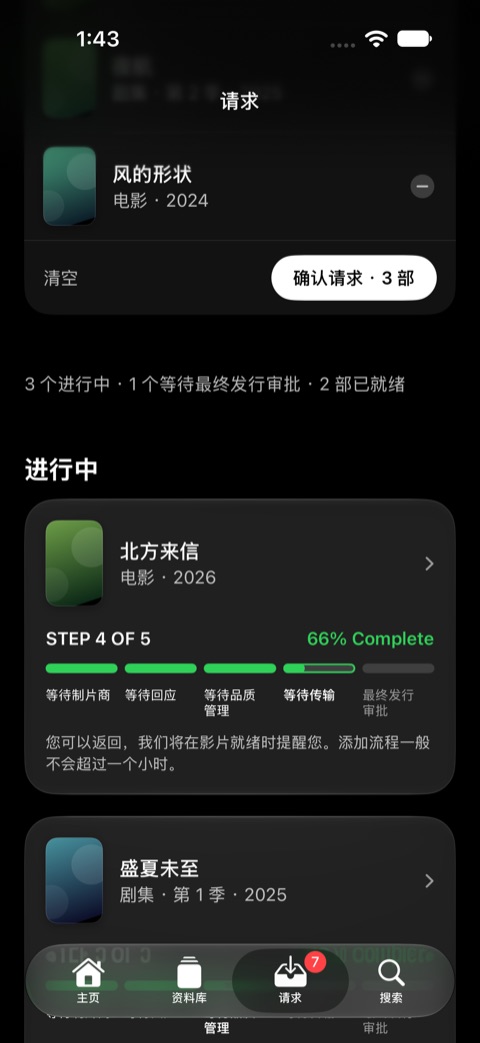 1:43
请求
风的形状
电影 · 2024
清空
确认请求 · 3 部
3 个进行中 · 1 个等待最终发行审批 · 2 部已就绪
进行中
北方来信
电影 · 2026
STEP 4 OF 5
66% Complete
等待制片商
等待回应
等待品质
管理
等待传输
最终发行
审批
您可以返回，我们将在影片就绪时提醒您。添加流程一般
不会超过一个小时。
盛夏未至
剧集 · 第 1 季 · 2025
7
主页
资料库
请求
搜索
管理
审批